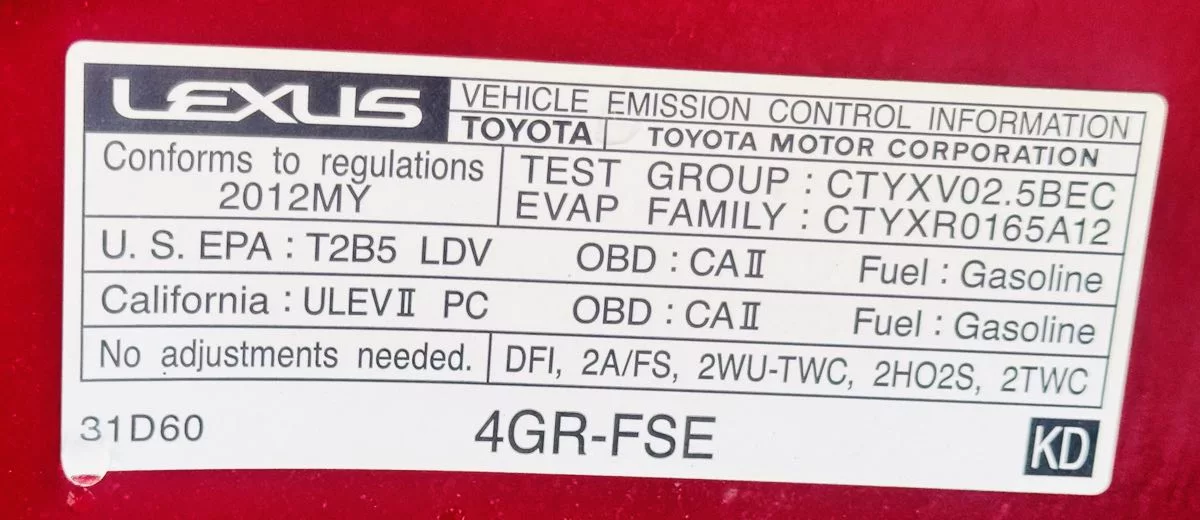 LEXUS VEHICLE EMISSION CONTROL INFORMATION
TOYOTA TOYOTA MOTOR CORPORATION
Conforms to regulations
2012MY
TEST GROUP : CTYXV02.5BEC
EVAP FAMILY : CTYXR0165A12
U. S. EPA : T2B5 LDV OBD : CAⅡ Fuel : Gasoline
California : ULEVⅡ PC OBD : CAⅡ Fuel : Gasoline
No adjustments needed. DFI, 2A/FS, 2WU-TWC, 2HO2S, 2TWC
31D60 4GR-FSE KD